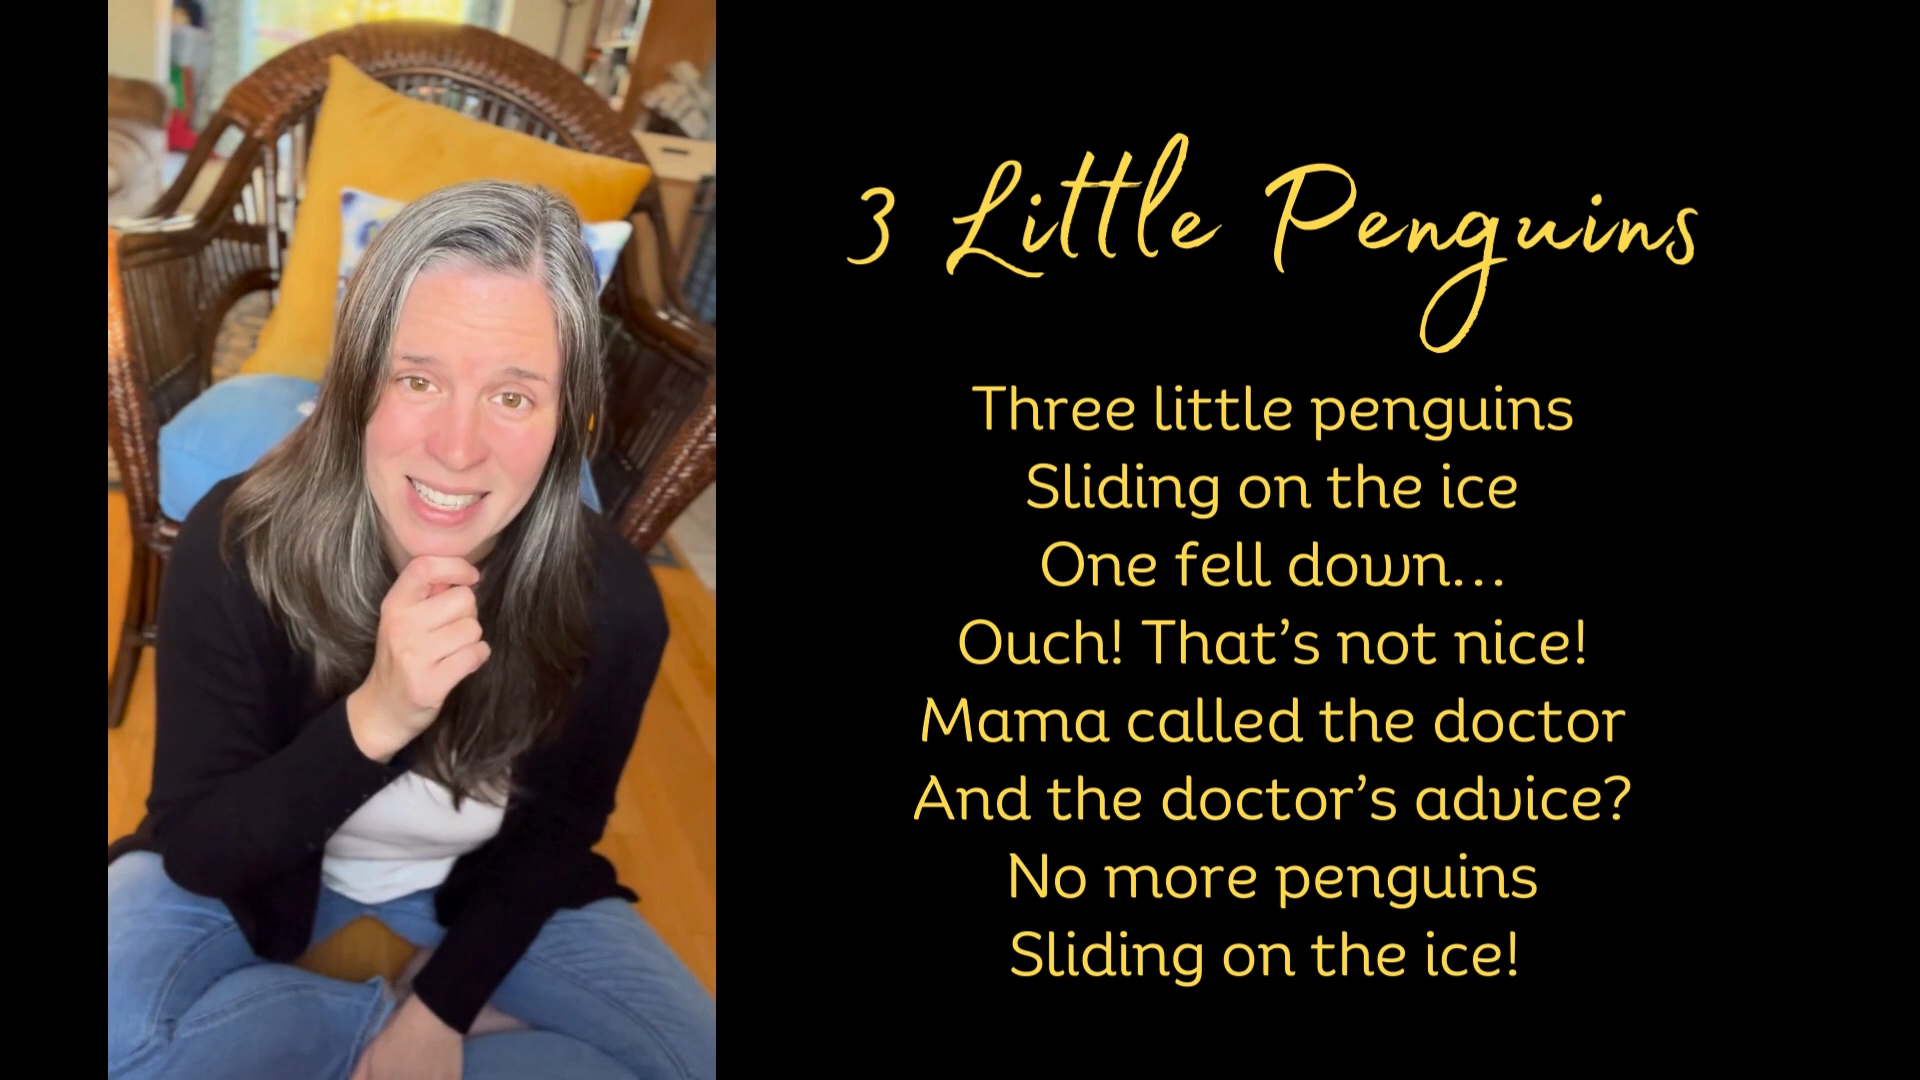 3 Little Penguins
Three little penguins
Sliding on the ice
One fell down...
Ouch! That's not nice!
Mama called the doctor
And the doctor's advice?
No more penguins
Sliding on the ice!